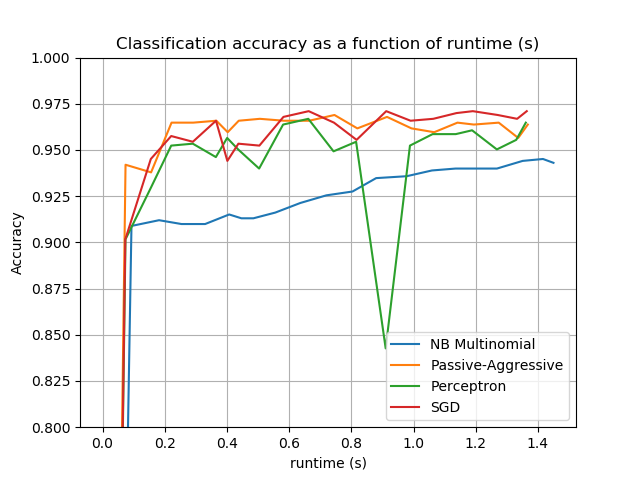 Classification accuracy as a function of runtime (s)
1.000
0.975
0.950
0.925
0.900
0.875
0.850
0.825
0.800
Accuracy
NB Multinomial
Passive-Aggressive
Perceptron
SGD
0.0 0.2 0.4 0.6 0.8 1.0 1.2 1.4
runtime (s)